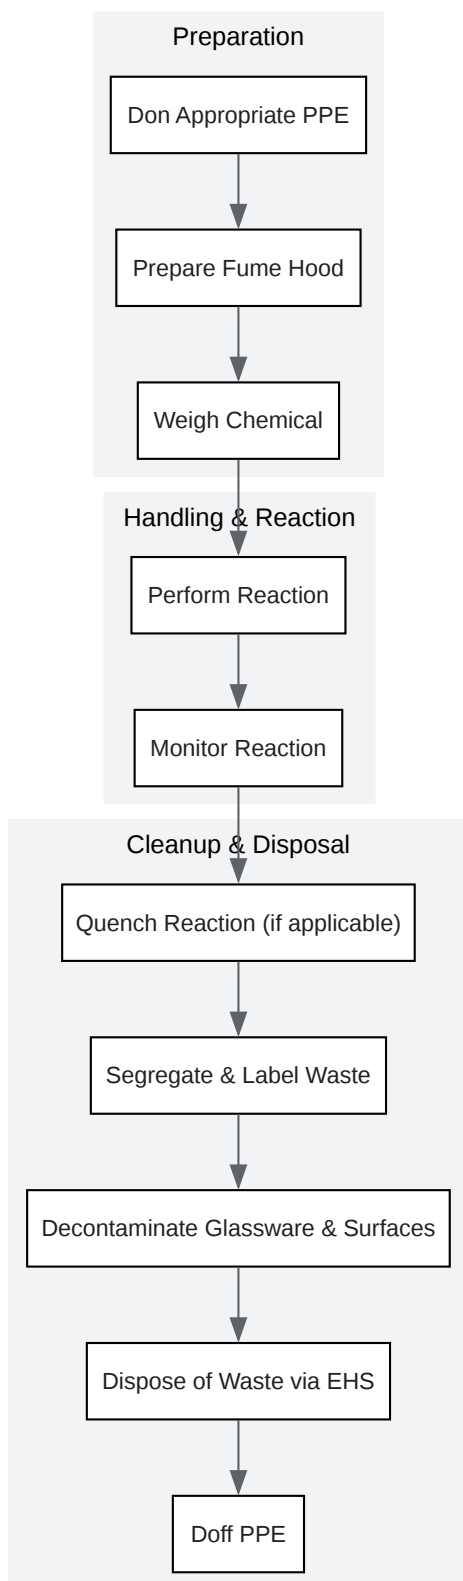 Preparation
Don Appropriate PPE
Prepare Fume Hood
Weigh Chemical
Handling & Reaction
Perform Reaction
Monitor Reaction
Cleanup & Disposal
Quench Reaction (if applicable)
Segregate & Label Waste
Decontaminate Glassware & Surfaces
Dispose of Waste via EHS
Doff PPE